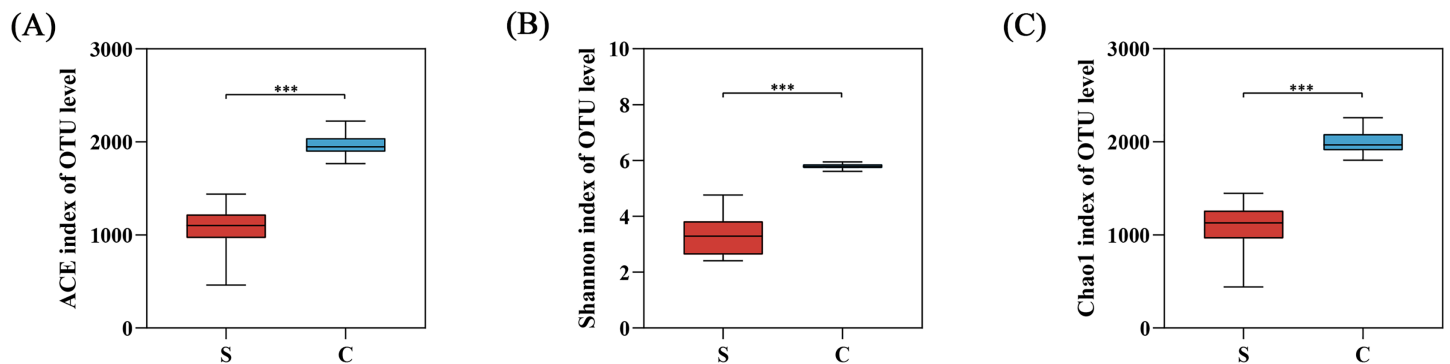 (A)
ACE index of OTU level
3000
2000
1000
0
***
S
C
(B)
Shannon index of OTU level
10
8
6
4
2
0
***
S
C
(C)
Chao1 index of OTU level
3000
2000
1000
0
***
S
C